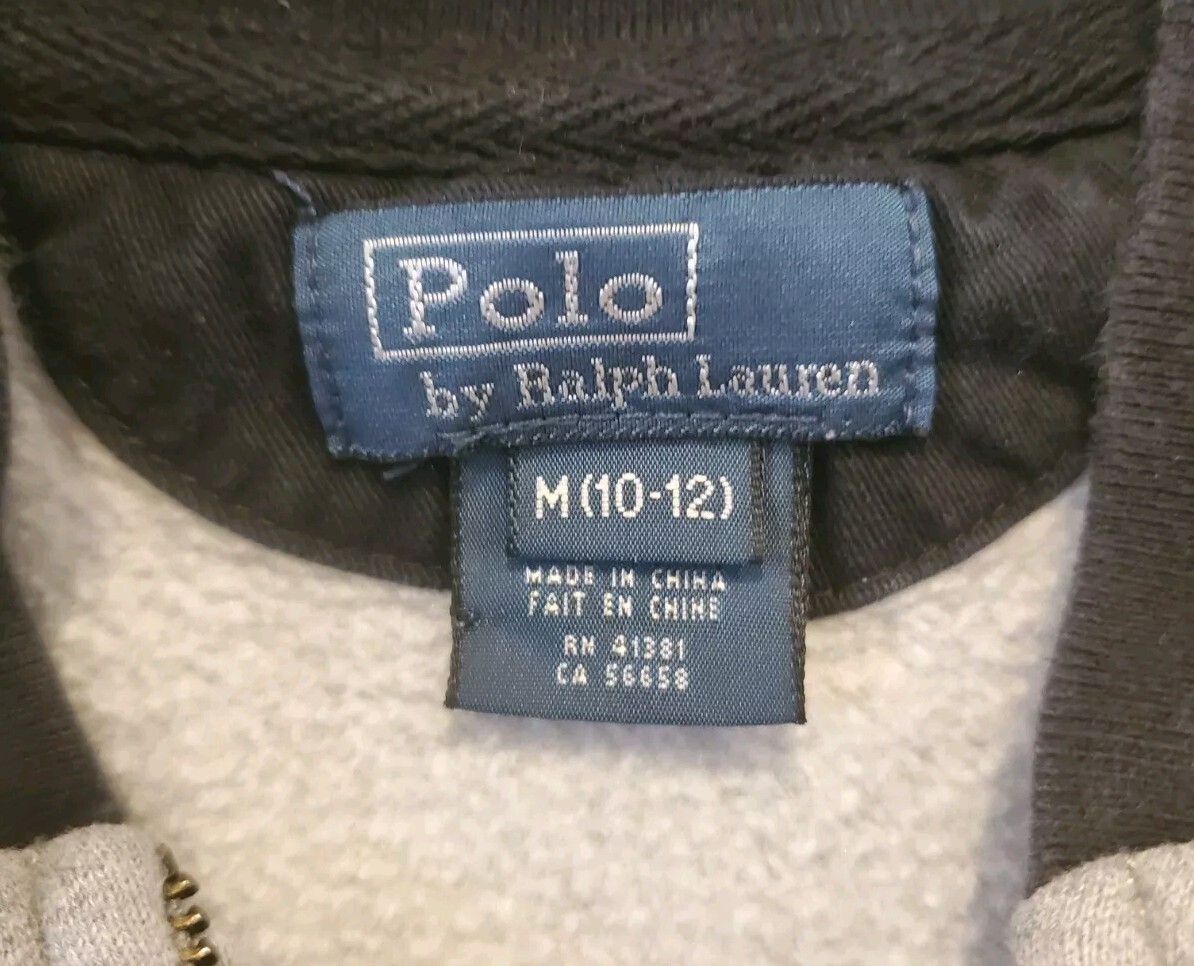 Polo
by Ralph Lauren
M (10-12)
MADE IN CHINA
FAIT EN CHINE
RN 41381
CA 56658